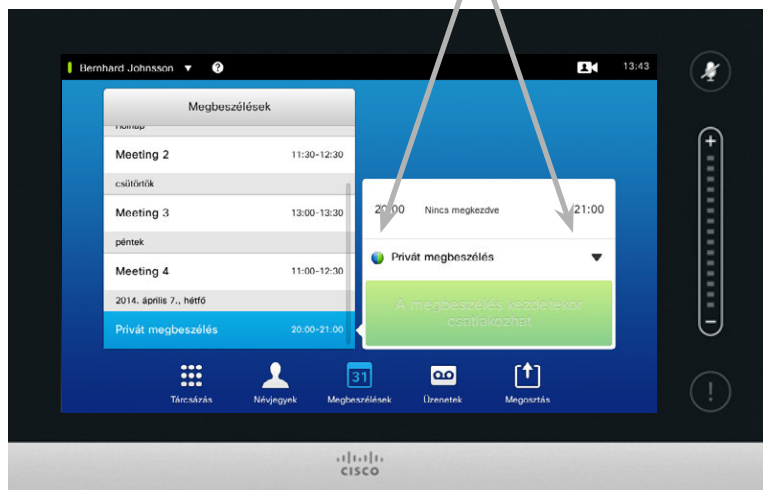 Bernhard Johnsson
?
13:43
Megbeszélések
holnap
Meeting 2
11:30-12:30
csütörtök
Meeting 3
13:00-13:30
péntek
Meeting 4
11:00-12:30
2014. április 7., hétfő
Privát megbeszélés
20:00-21:00
20:00
Nincs megkezdve
21:00
Privát megbeszélés
A megbeszélés kezdetekor
csatlakozhat
31
Tárcsázás
Névjegyek
Megbeszélések
Üzenetek
Megosztás
+
-
!
CISCO